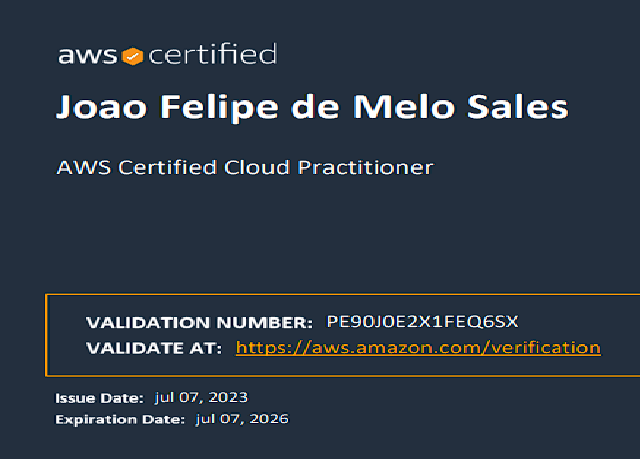 aws certified
Joao Felipe de Melo Sales
AWS Certified Cloud Practitioner
VALIDATION NUMBER: PE90J0E2X1FEQ6SX
VALIDATE AT: https://aws.amazon.com/verification
Issue Date: jul 07, 2023
Expiration Date: jul 07, 2026